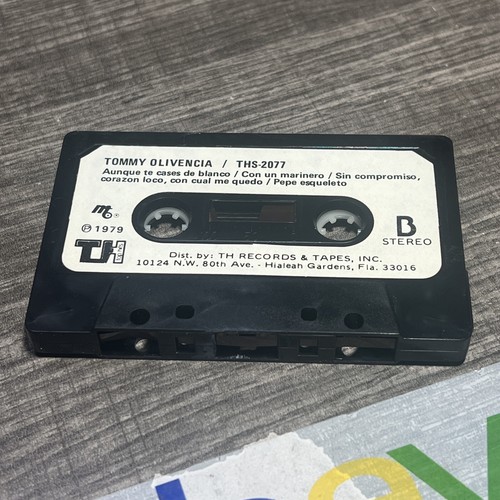 TOMMY OLIVENCIA / THS-2077
Aunque te cases de blanco / Con un marinero / Sin compromiso,
corazon loco, con cual me quedo / Pepe esqueleto
℗ 1979
B
STEREO
TH
Dist. by: TH RECORDS & TAPES, INC.
10124 N.W. 80th Ave. - Hialeah Gardens, Fla. 33016